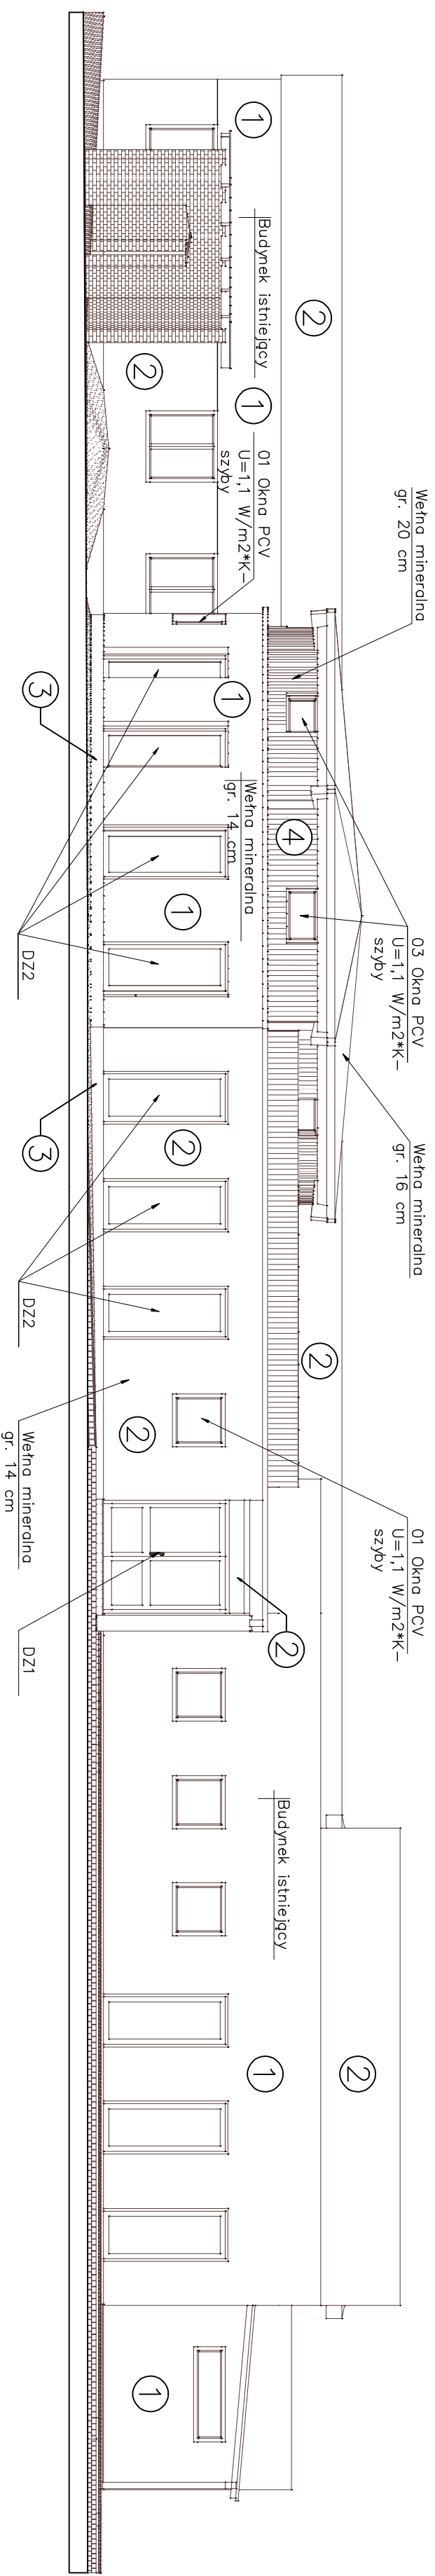 Wełna mineralna
gr. 20 cm
03 Okna PCV
U=1,1 W/m2*K-
szyby
Wełna mineralna
gr. 16 cm
01 Okna PCV
U=1,1 W/m2*K-
szyby
2
2
2
1
Budynek istniejący
1
01 Okna PCV
U=1,1 W/m2*K-
szyby
4
2
Budynek istniejący
1
1
Wełna mineralna
gr. 14 cm
2
1
2
2
1
3
3
DZ2
DZ2
Wełna mineralna
gr. 14 cm
DZ1